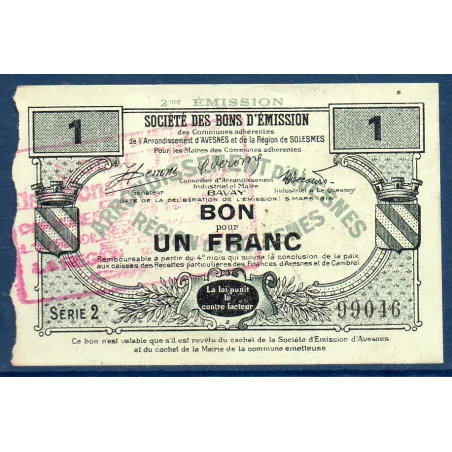 2me ÉMISSION
SOCIÉTÉ DES BONS D'ÉMISSION
des Communes adhérentes
de l'Arrondissement d'AVESNES et de la Région de SOLESMES
Pour les Maires des Communes adhérentes
1
1
Sénateur
Conseiller d'Arrondissement
Industriel et Maire
BAVAY
Industriel à Le Quesnoy
DATE DE LA DÉLIBÉRATION DE L'ÉMISSION: 5 MARS 1916
BON
pour
UN FRANC
Remboursable à partir du 4e mois qui suivra la conclusion de la paix
aux caisses des Recettes particulières des Finances d'Avesnes et de Cambrai
La loi punit
le
contrefacteur
SÉRIE 2
99046
Ce bon n'est valable que s'il est revêtu du cachet de la Société d'Emission d'Avesnes
et du cachet de la Mairie de la commune émetteuse